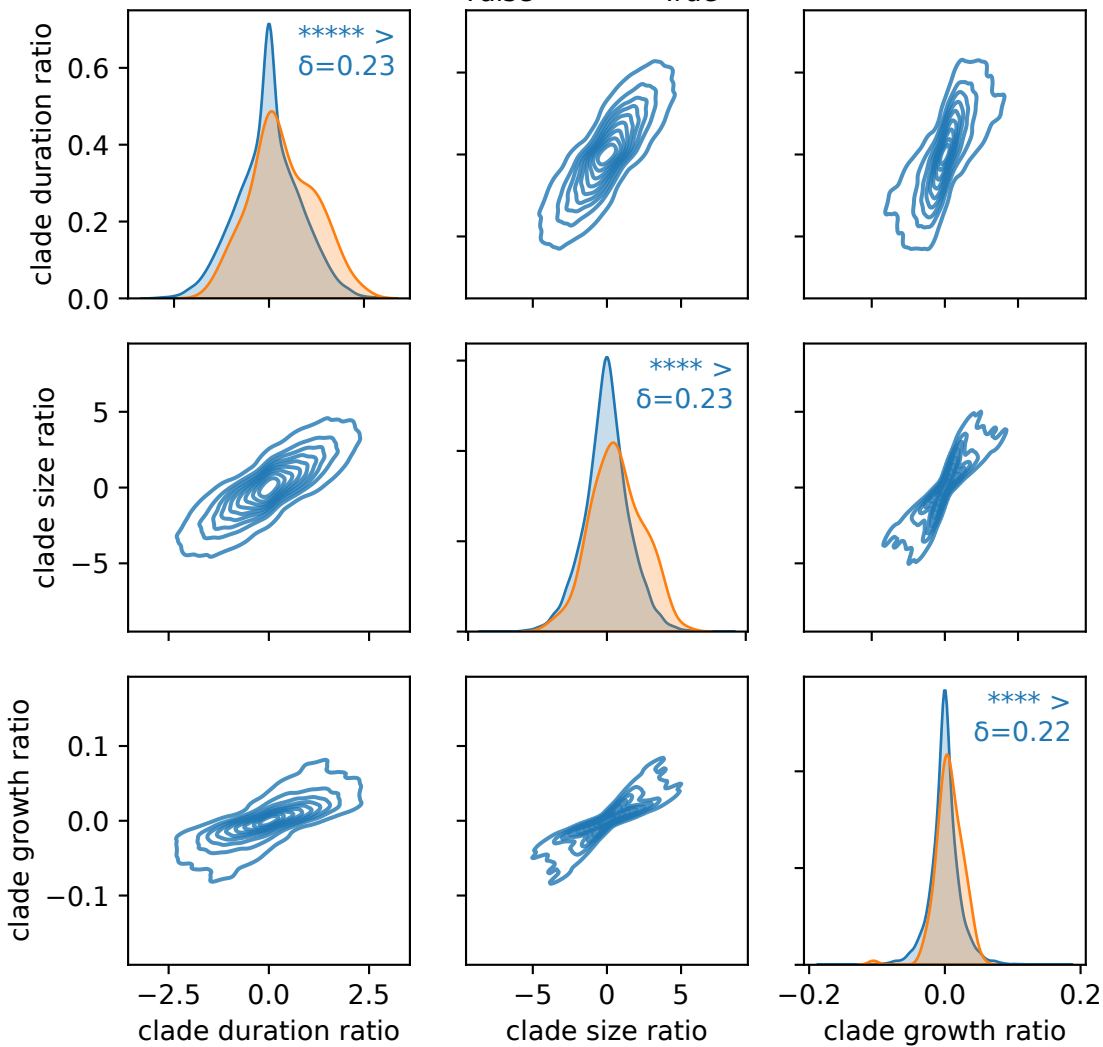 clade duration ratio
0.6
0.4
0.2
0.0
***** >
δ=0.23
clade size ratio
5
0
−5
**** >
δ=0.23
clade growth ratio
0.1
0.0
−0.1
**** >
δ=0.22
−2.5 0.0 2.5
−5 0 5
−0.2 0.0 0.2
clade duration ratio
clade size ratio
clade growth ratio